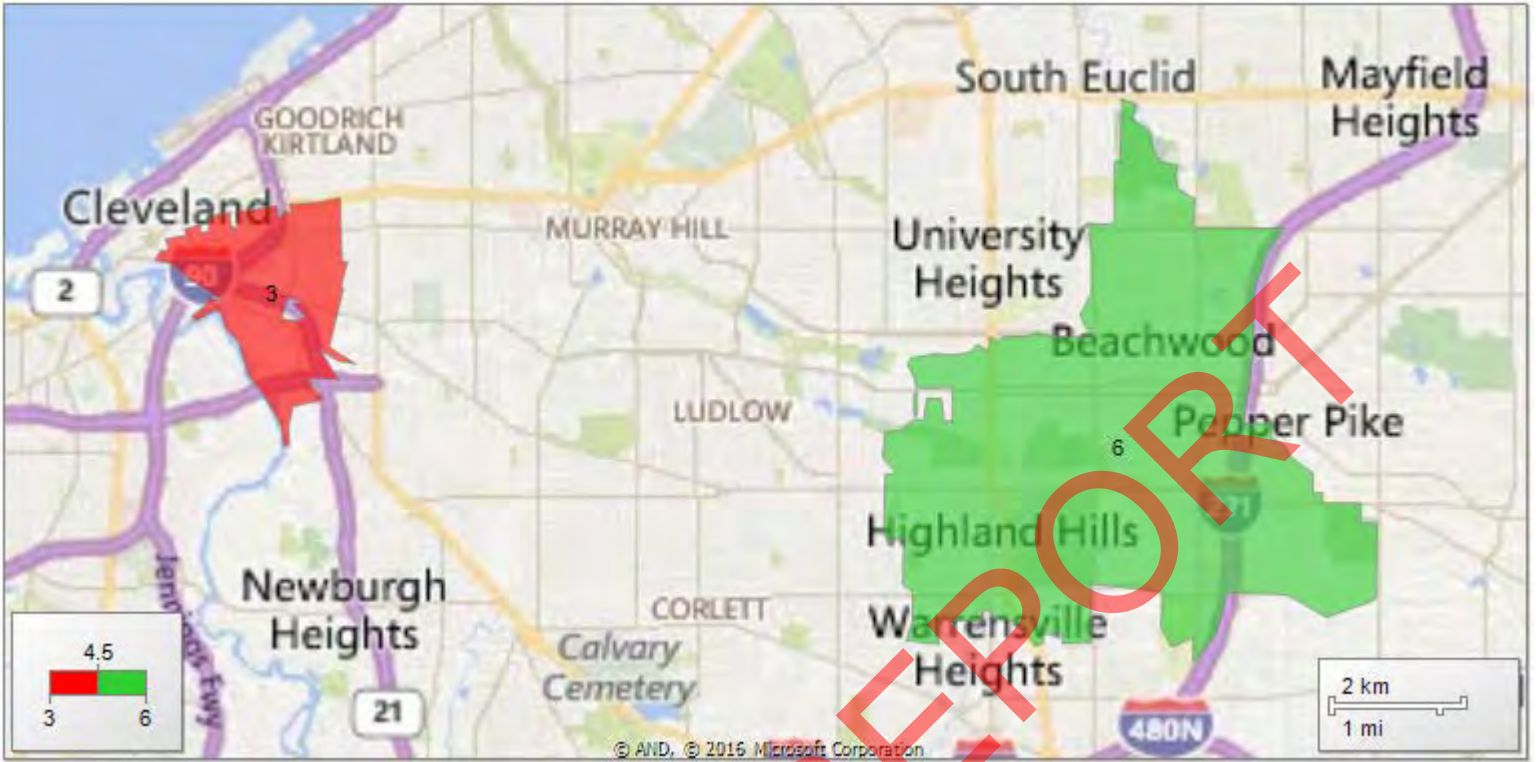 South Euclid
Mayfield
Heights
GOODRICH
KIRTLAND
Cleveland
MURRAY HILL
University
Heights
90
2
3
Beachwood
LUDLOW
Pepper Pike
6
271
Highland Hills
Jennings Fwy
Newburgh
Heights
CORLETT
Warrensville
Heights
Calvary
Cemetery
4.5
3
6
21
480N
2 km
1 mi
© AND, © 2016 Microsoft Corporation
EPORT